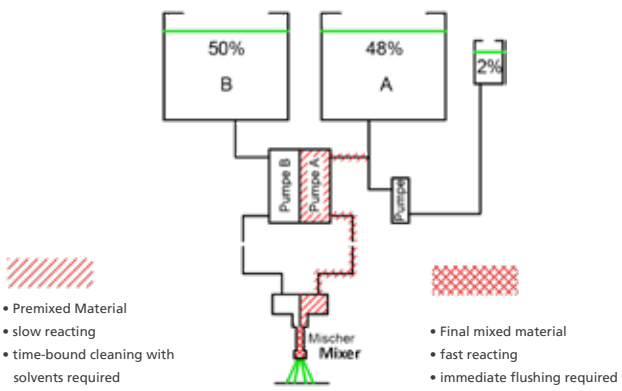 50%
B
48%
A
2%
Pumpe B
Pumpe A
Pumpe
Mischer
Mixer
• Premixed Material
• slow reacting
• time-bound cleaning with
solvents required
• Final mixed material
• fast reacting
• immediate flushing required